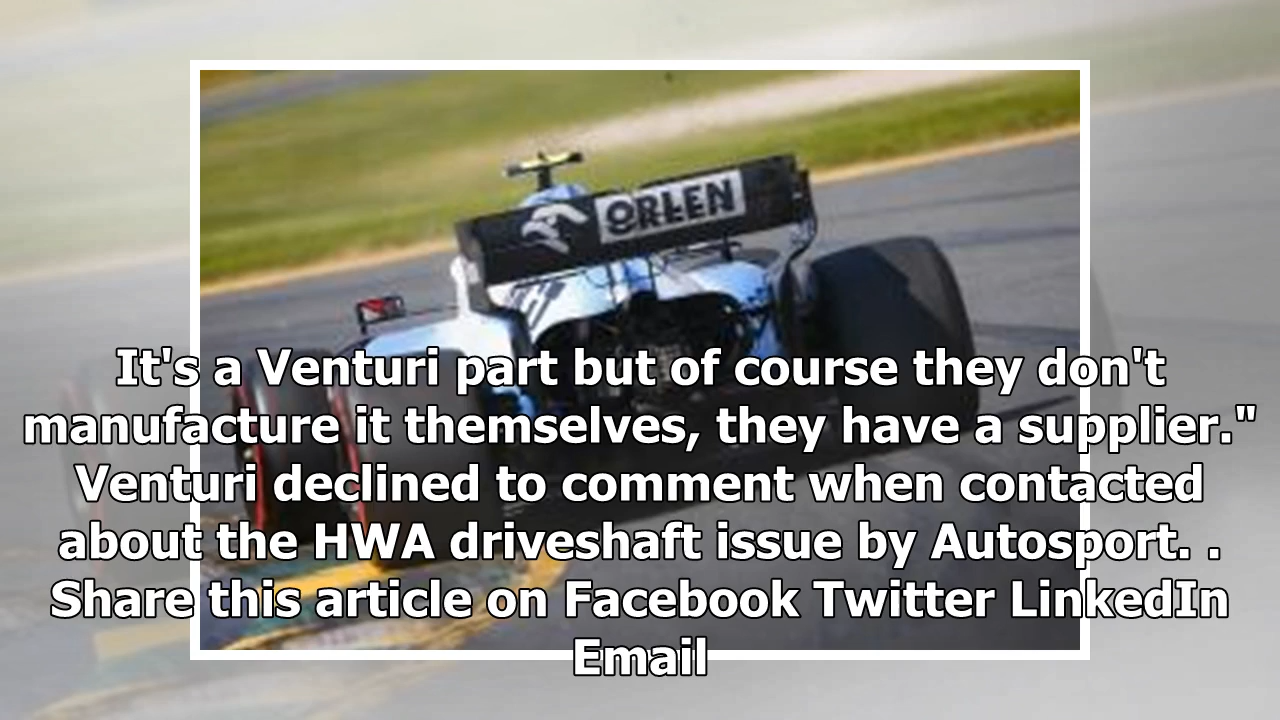 ORLEN
It's a Venturi part but of course they don't
manufacture it themselves, they have a supplier."
Venturi declined to comment when contacted
about the HWA driveshaft issue by Autosport. .
Share this article on Facebook Twitter LinkedIn
Email